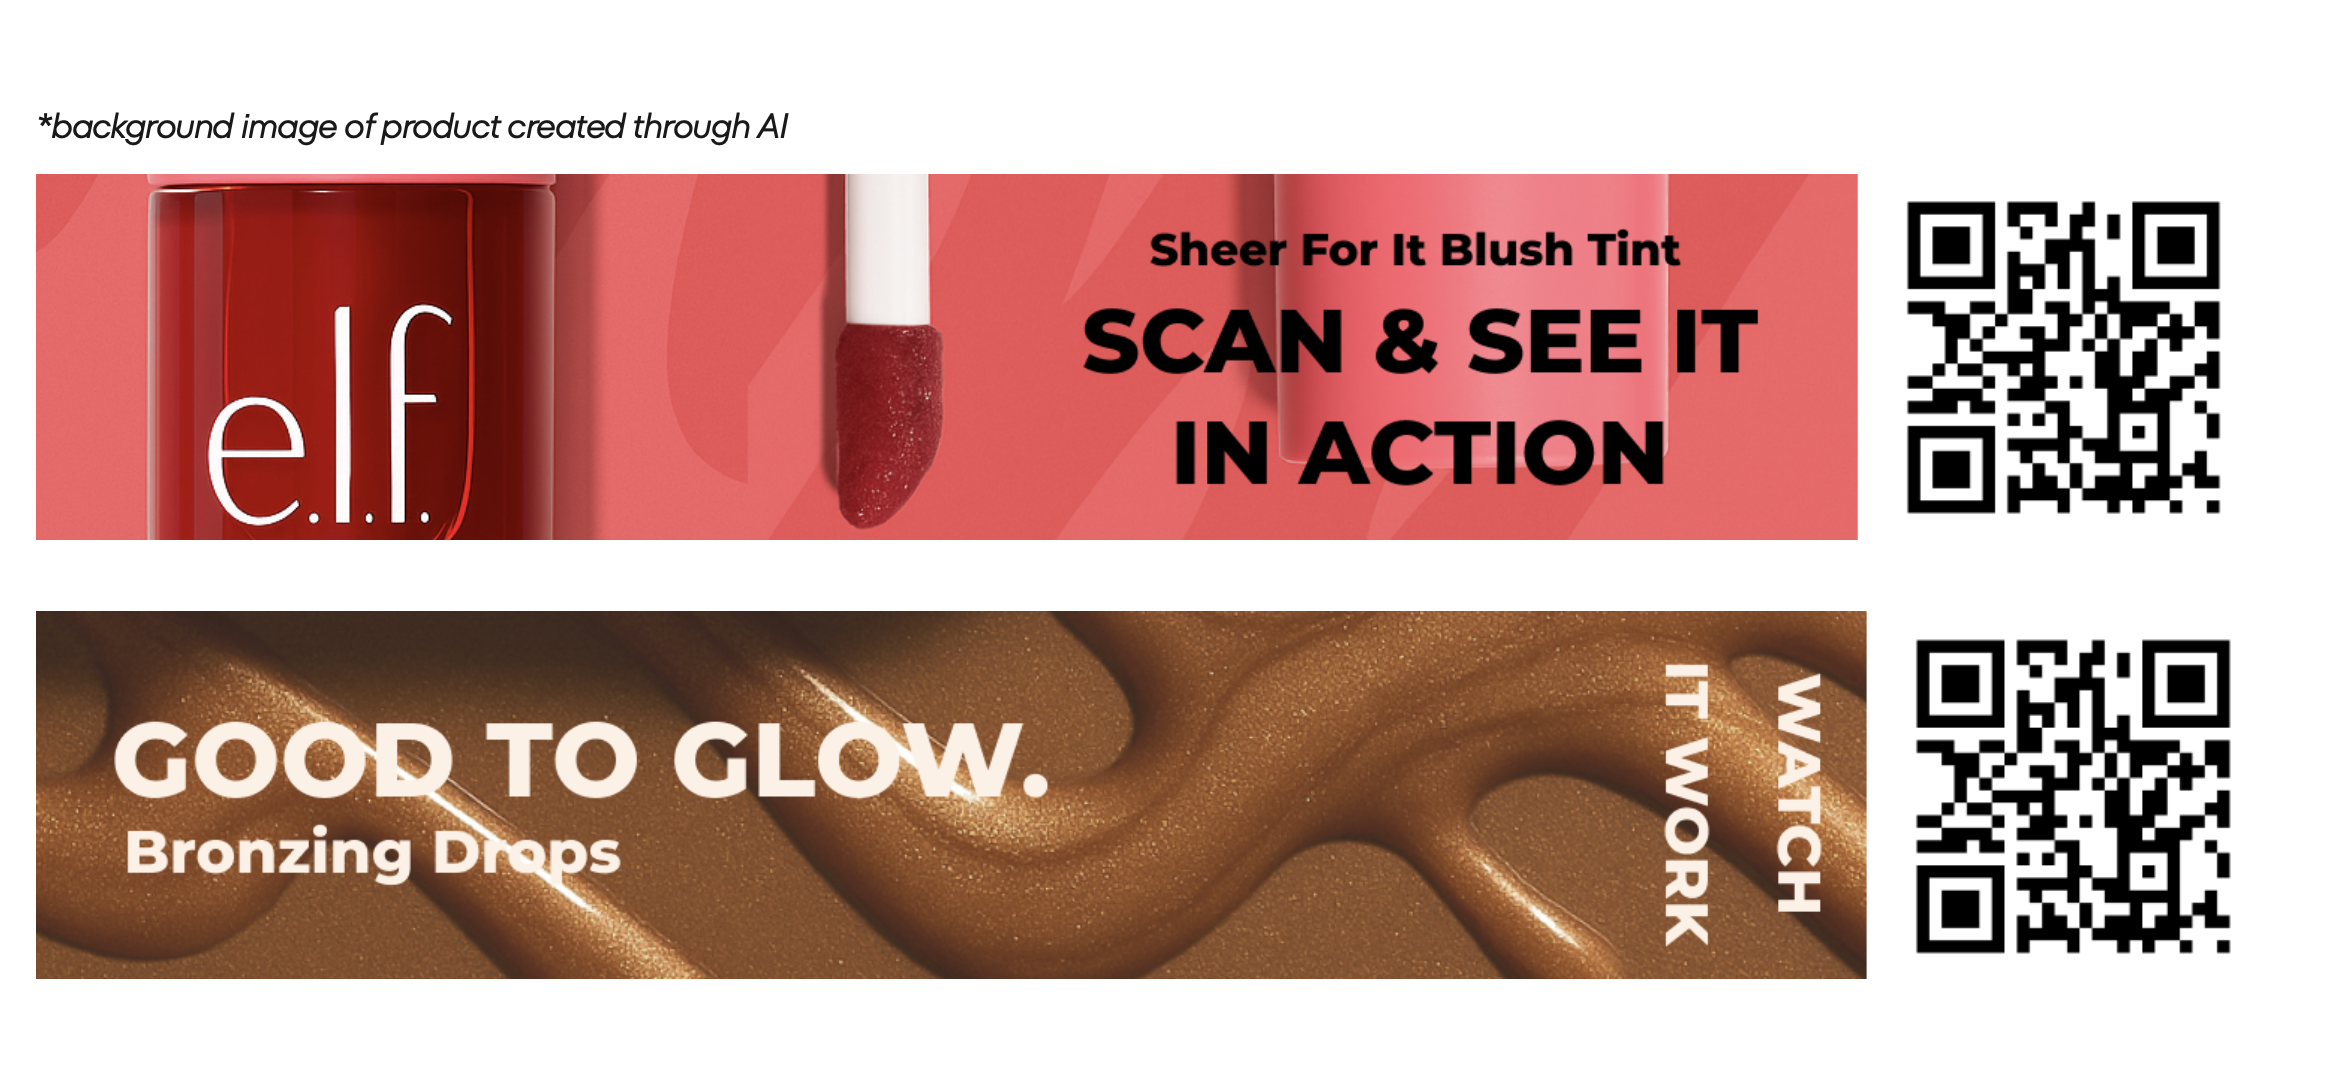 *background image of product created through AI
e.l.f.
Sheer For It Blush Tint
SCAN & SEE IT
IN ACTION
GOOD TO GLOW.
Bronzing Drops
WATCH
IT WORK